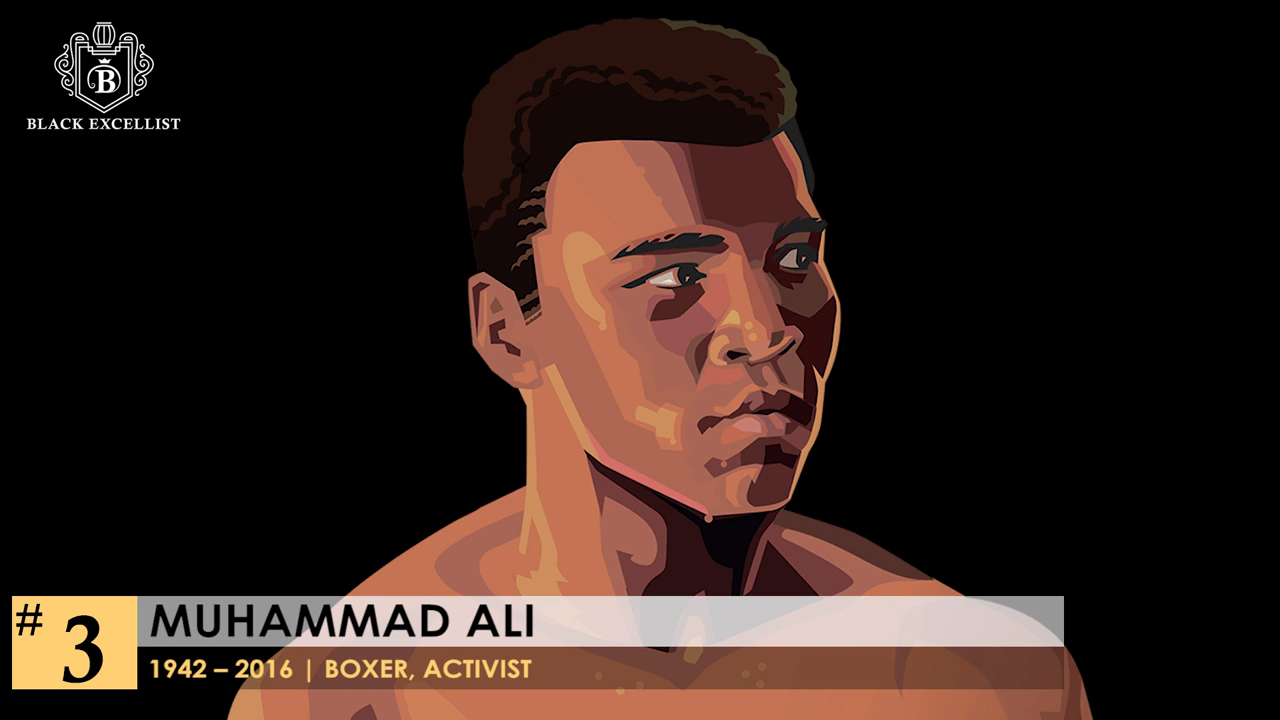 B
BLACK EXCELLIST
# 3
MUHAMMAD ALI
1942 – 2016 | BOXER, ACTIVIST